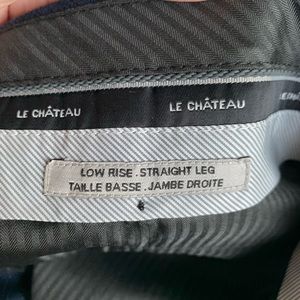 LE CHÂTEAU LE CHÂTEAU
LOW RISE . STRAIGHT LEG
TAILLE BASSE . JAMBE DROITE